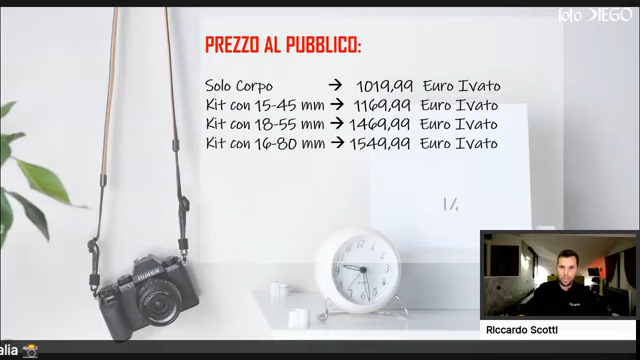 foto DIEGO
PREZZO AL PUBBLICO:
Solo Corpo → 1019,99 Euro Ivato
Kit con 15-45 mm → 1169,99 Euro Ivato
Kit con 18-55 mm → 1469,99 Euro Ivato
Kit con 16-80 mm → 1549,99 Euro Ivato
FUJIFILM
Riccardo Scotti
alia